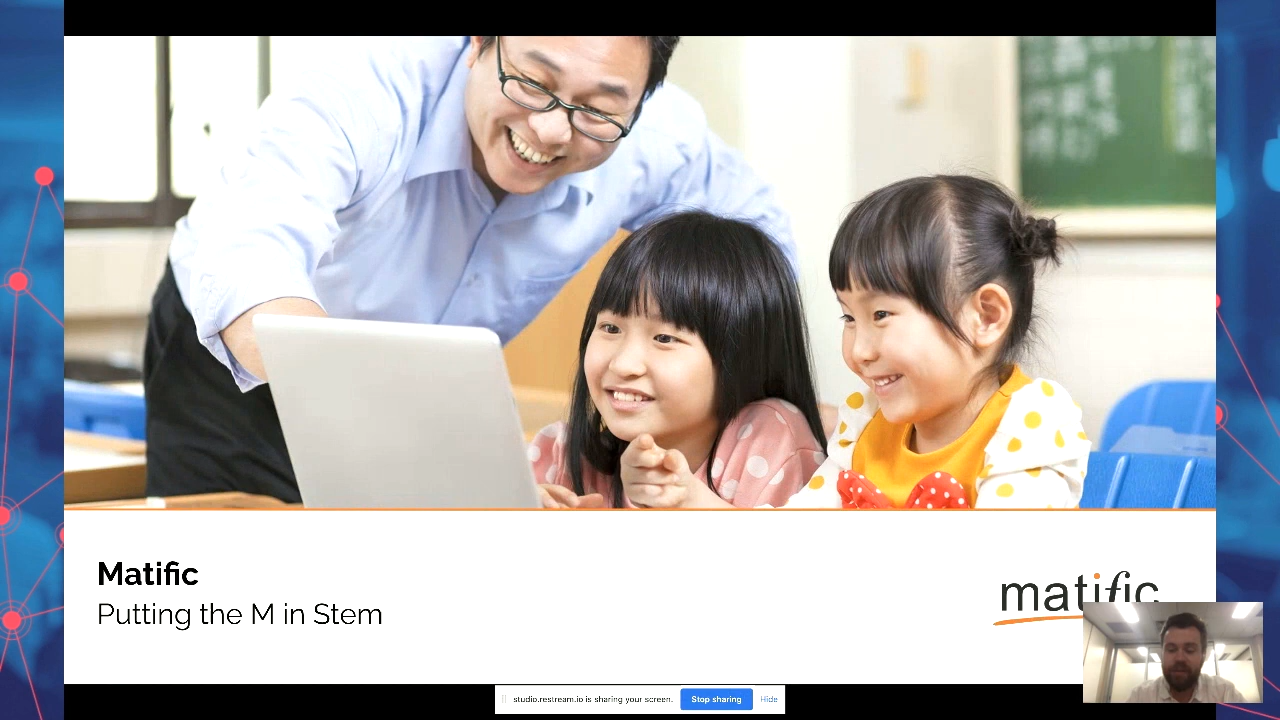 Matific
Putting the M in Stem
matific
studio.restream.io is sharing your screen.
Stop sharing
Hide